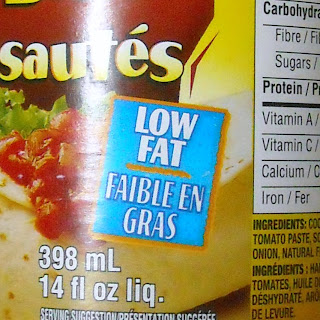 sautés
LOW
FAT
FAIBLE EN
GRAS
398 mL
14 fl oz liq.
SERVING SUGGESTION/PRÉSENTATION SUGGÉRÉE
Carbohydra
Fibre / Fi
Sugars /
Protein / P
Vitamin A /
Vitamin C /
Calcium / C
Iron / Fer
INGREDIENTS: CO
TOMATO PASTE, S
ONION, NATURAL F
INGRÉDIENTS : HA
TOMATES, HUILE D
DÉSHYDRATÉ, AR
DE LEVURE.